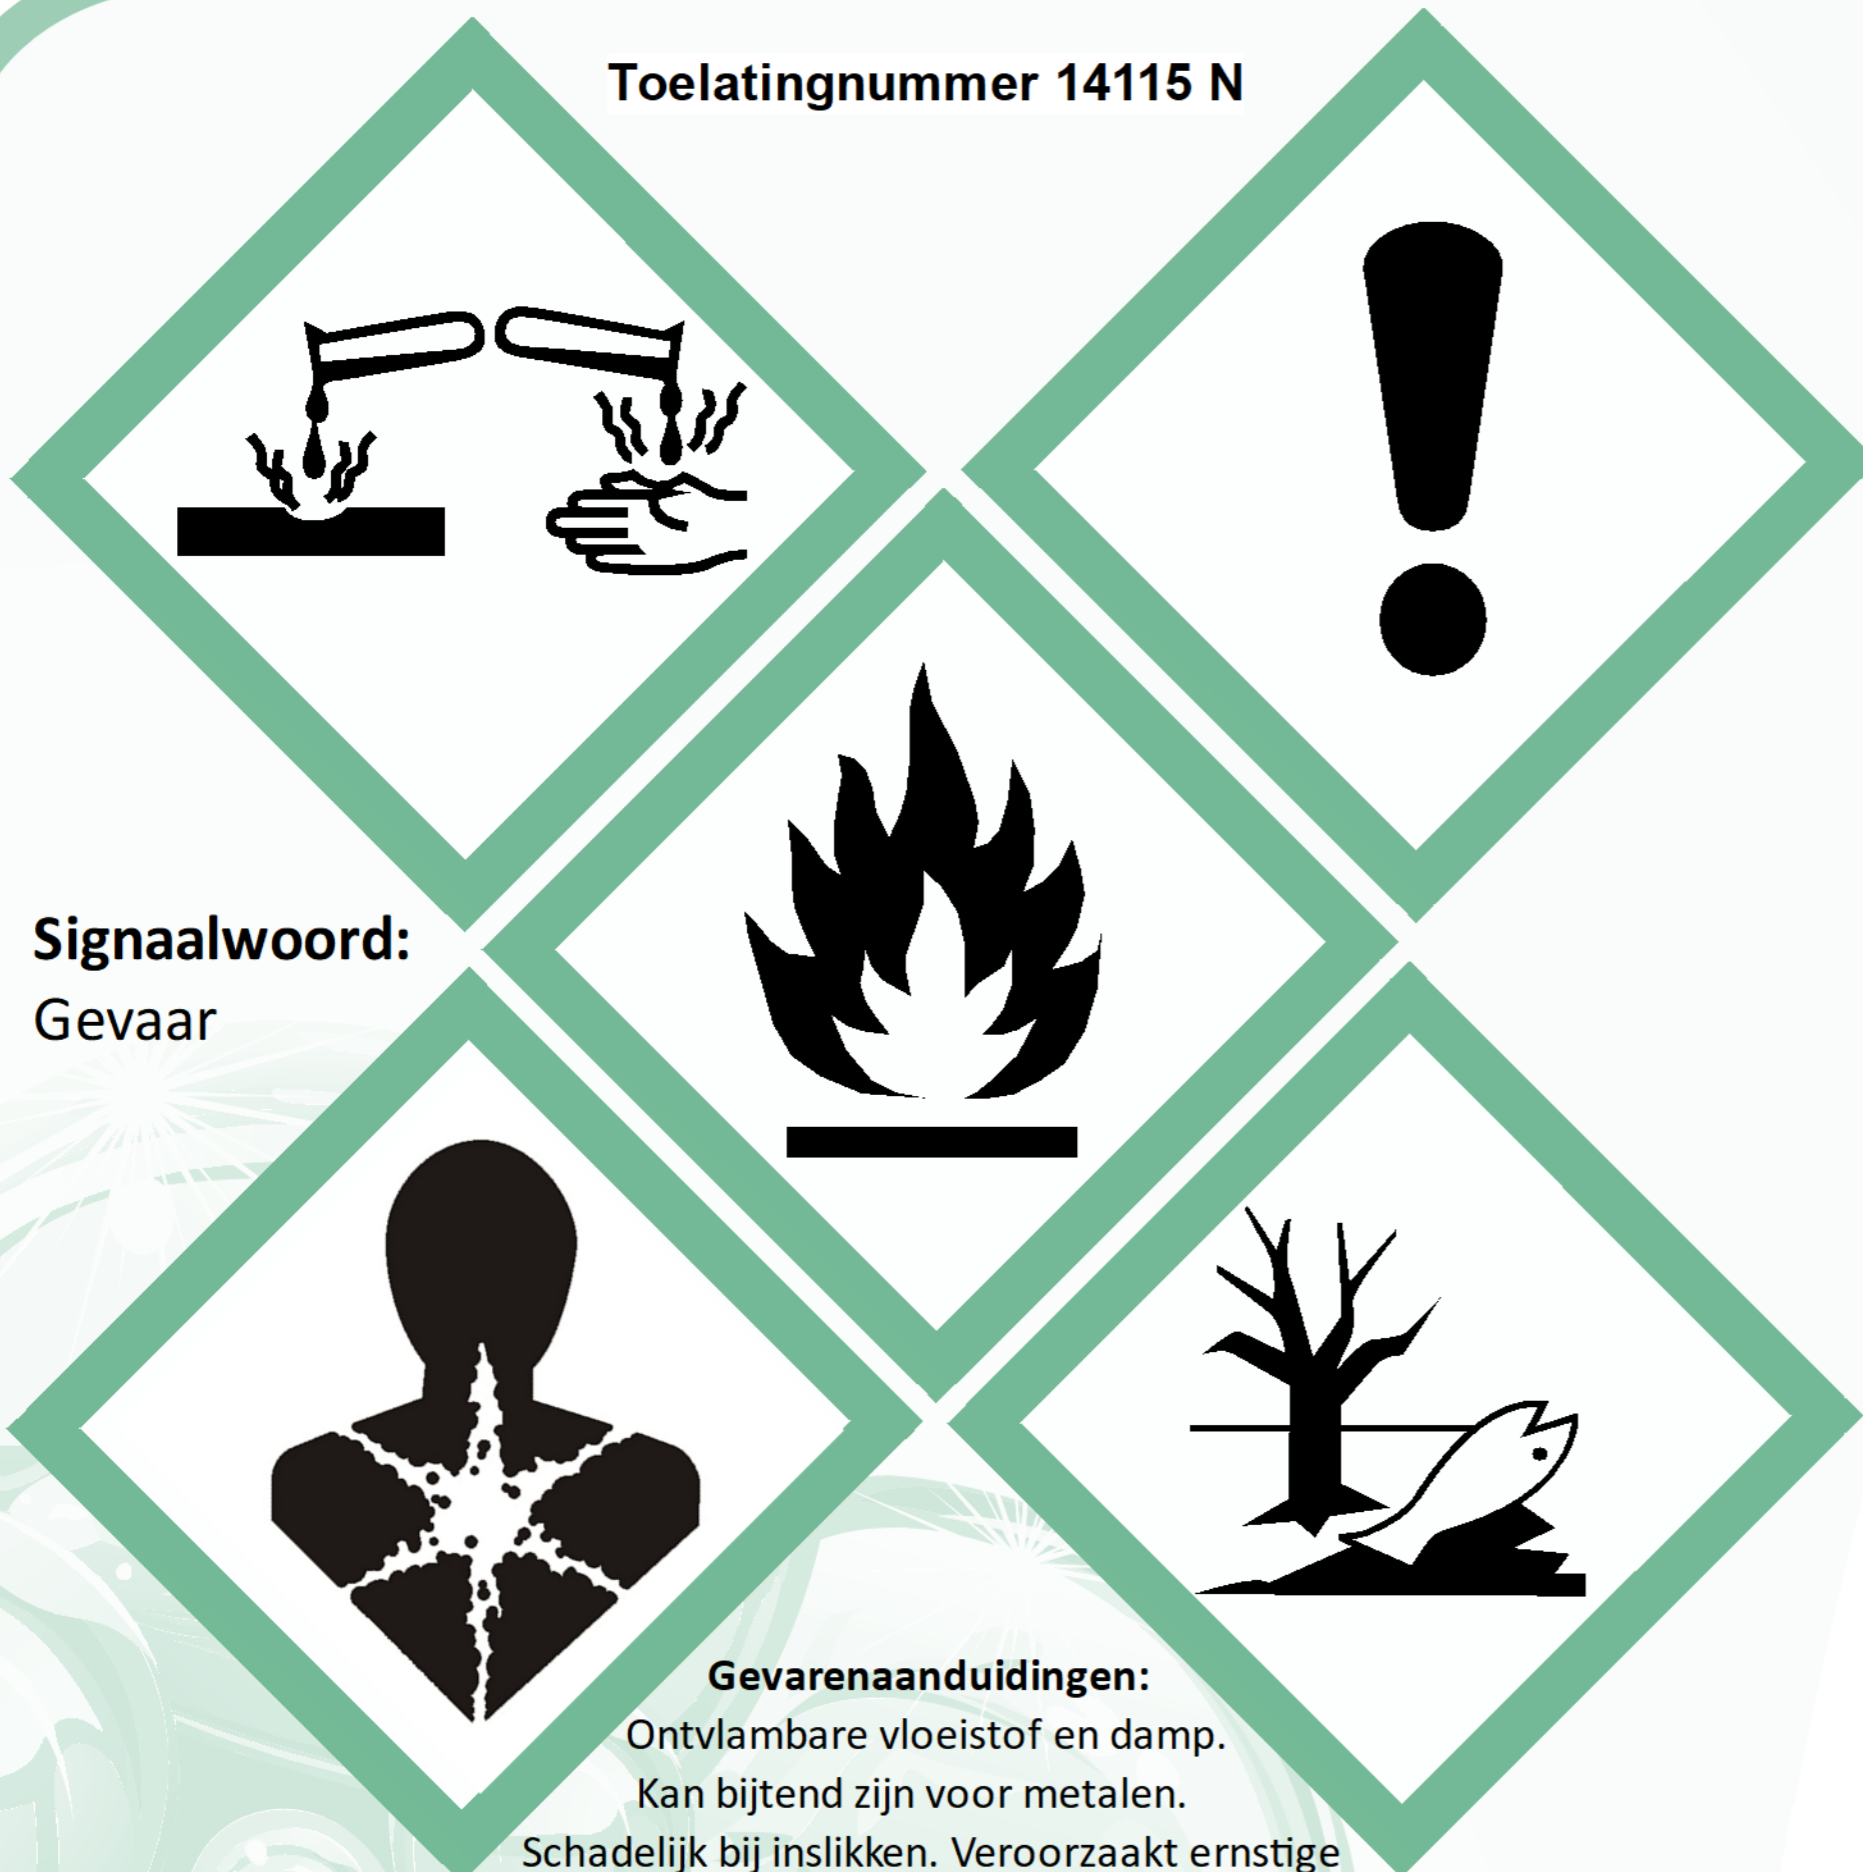 Toelatingnummer 14115 N
Signaalwoord:
Gevaar
Gevarenaanduidingen:
Ontvlambare vloeistof en damp.
Kan bijtend zijn voor metalen.
Schadelijk bij inslikken. Veroorzaakt ernstige